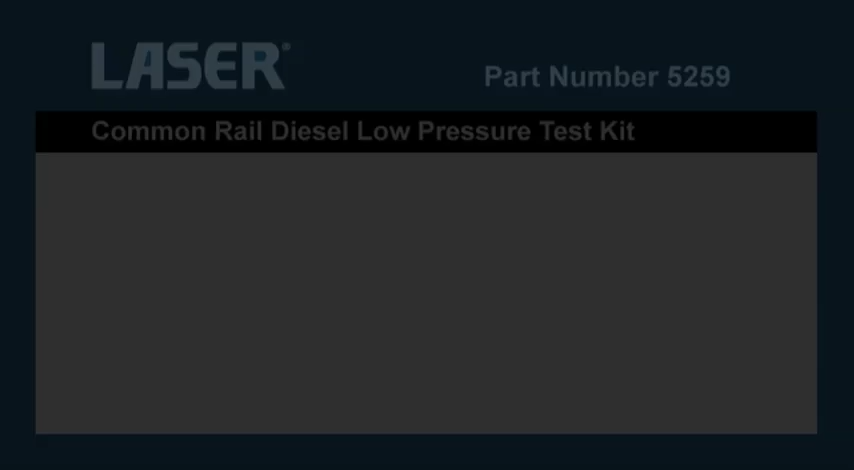 LASER®
Part Number 5259
Common Rail Diesel Low Pressure Test Kit